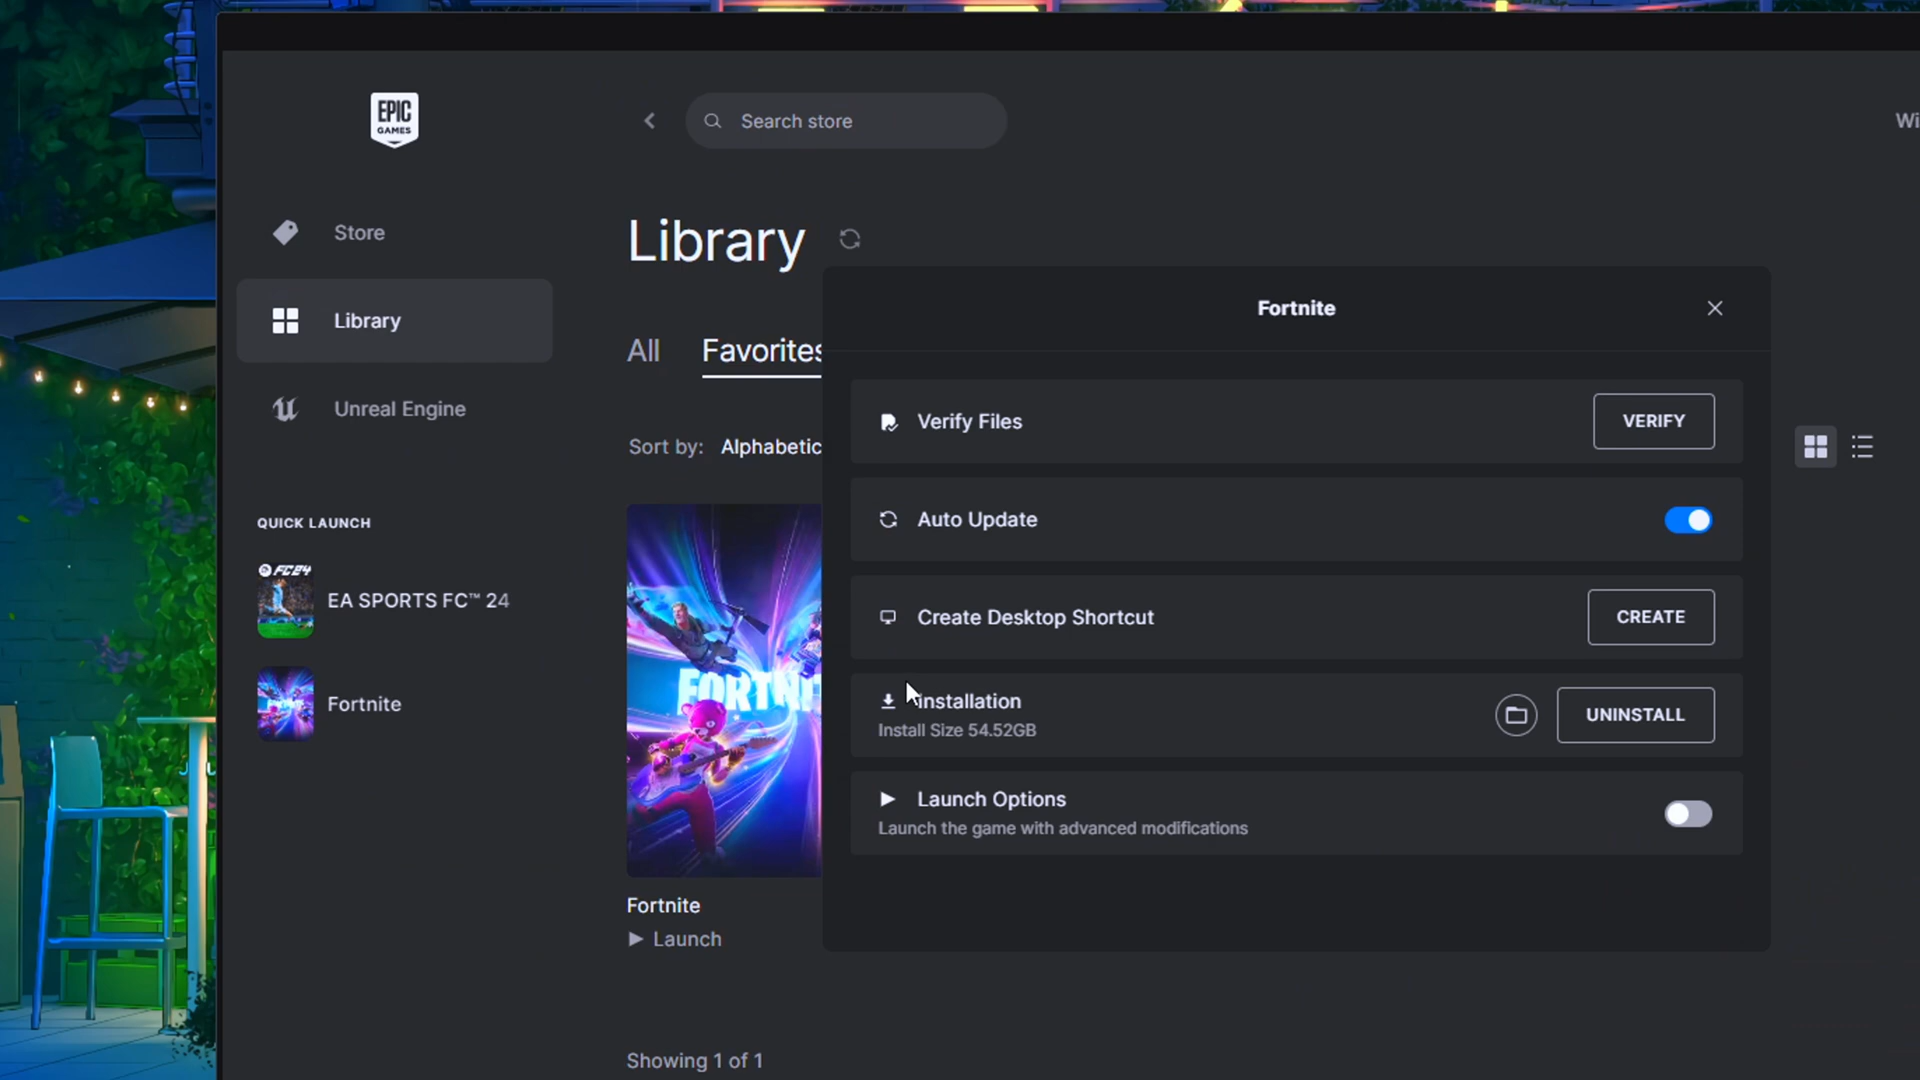 EPIC
GAMES
Search store
Wi
Store
Library
Unreal Engine
QUICK LAUNCH
FC24
EA SPORTS FC™ 24
Fortnite
Library
All
Favorites
Sort by: Alphabetic
FORTNI
Fortnite
Launch
Showing 1 of 1
Fortnite
Verify Files
VERIFY
Auto Update
Create Desktop Shortcut
CREATE
Installation
Install Size 54.52GB
UNINSTALL
Launch Options
Launch the game with advanced modifications